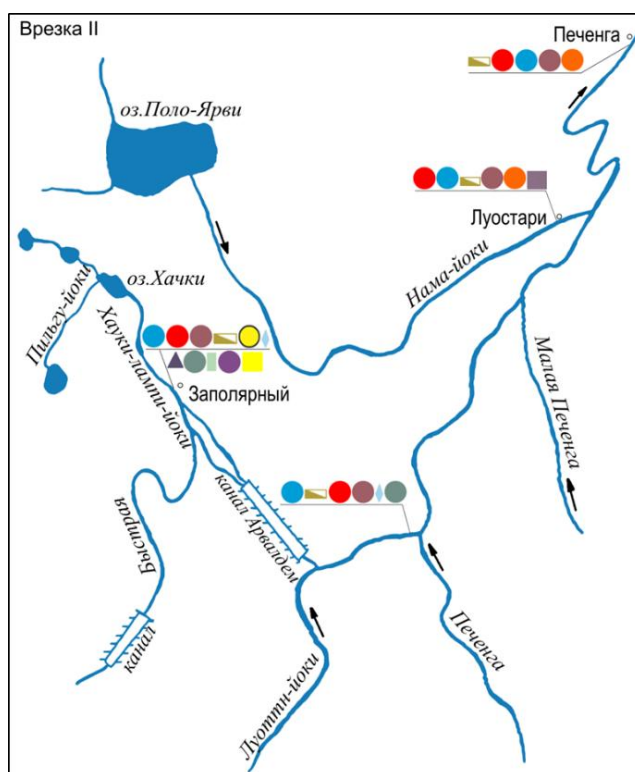 Врезка II
Печенга
оз.Поло-Ярви
Луостари
Нама-йоки
оз.Хачки
Пильгу-йоки
Хауки-лампи-йоки
Заполярный
Малая Печенга
канал Арвалдем
Быстрая
канал
Луоттн-йоки
Печенга